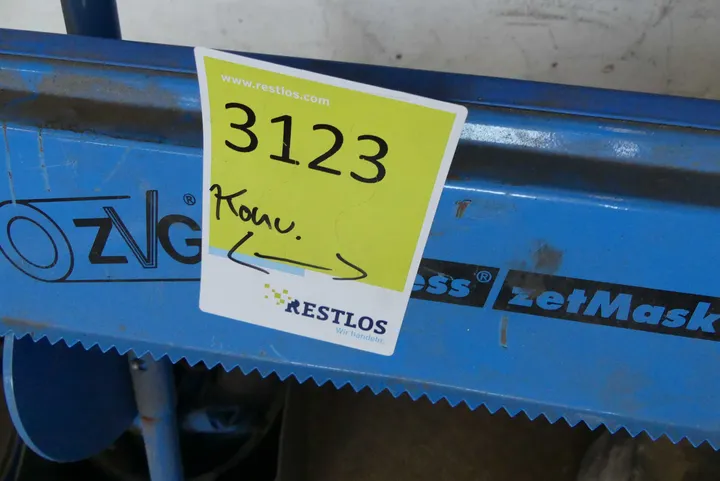 www.restlos.com
3123
Konv.
RESTLOS
Wir handeln.
ZVG®
ess® zetMask